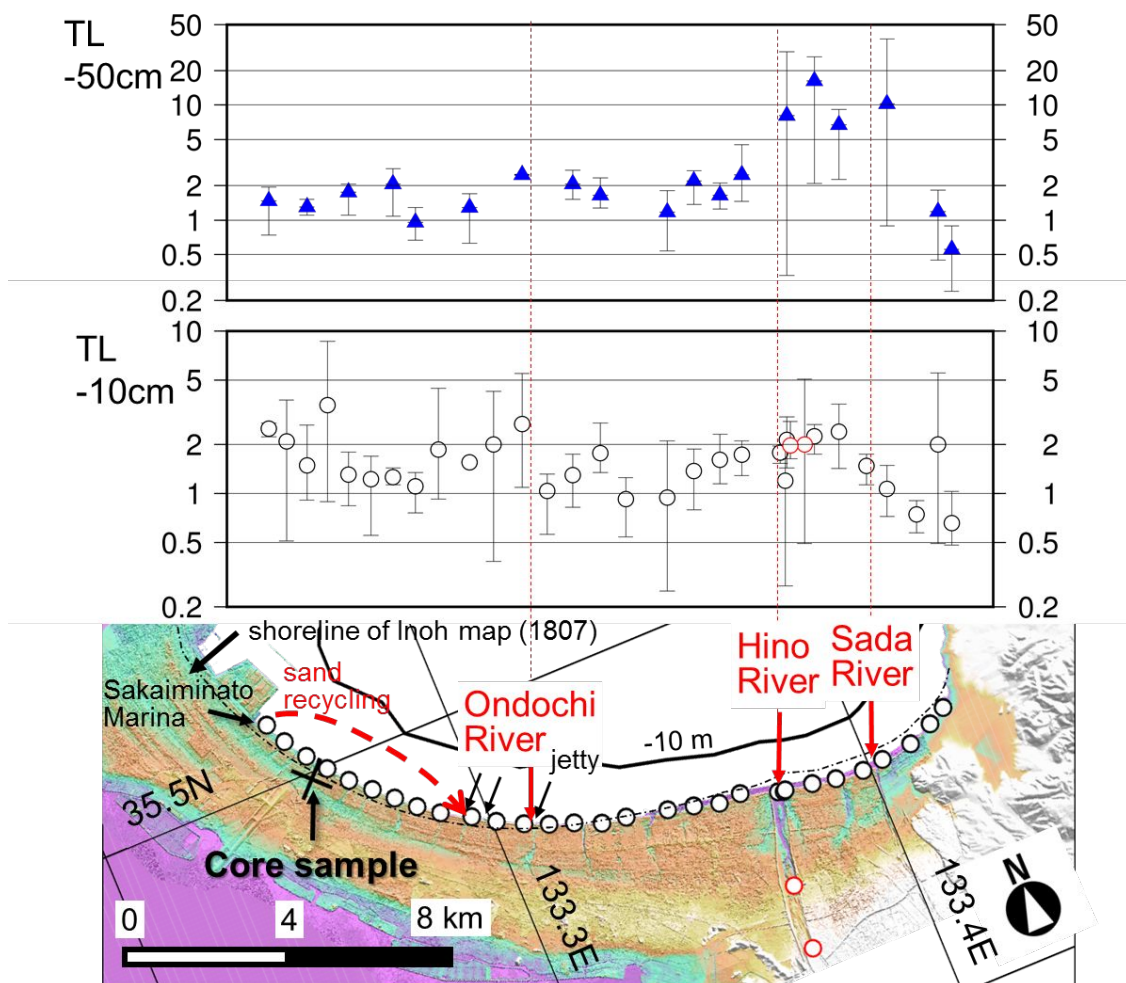 TL
-50cm
50 50
20 20
10 10
5 5
2 2
1 1
0.5 0.5
0.2 0.2
TL
-10cm
10 10
5 5
2 2
1 1
0.5 0.5
0.2 0.2
shoreline of Inoh map (1807)
Sakaiminato
Marina
sand
recycling
Ondochi
River
jetty
-10 m
Hino
River
Sada
River
35.5N
Core sample
133.3E
133.4E
N
0 4 8 km